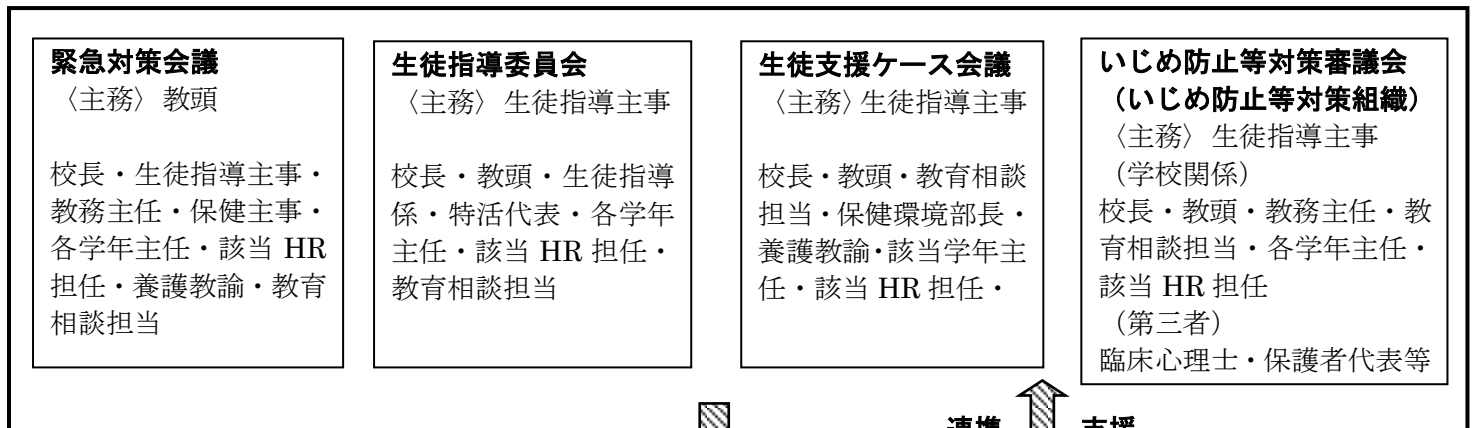 緊急対策会議
〈主務〉教頭
校長・生徒指導主事・
教務主任・保健主事・
各学年主任・該当 HR
担任・養護教諭・教育
相談担当
生徒指導委員会
〈主務〉生徒指導主事
校長・教頭・生徒指導
係・特活代表・各学年
主任・該当 HR 担任・
教育相談担当
生徒支援ケース会議
〈主務〉生徒指導主事
校長・教頭・教育相談
担当・保健環境部長・
養護教諭・該当学年主
任・該当 HR 担任・
いじめ防止等対策審議会
（いじめ防止等対策組織）
〈主務〉生徒指導主事
（学校関係）
校長・教頭・教務主任・教
育相談担当・各学年主任・
該当 HR 担任
（第三者）
臨床心理士・保護者代表等
連携
支援